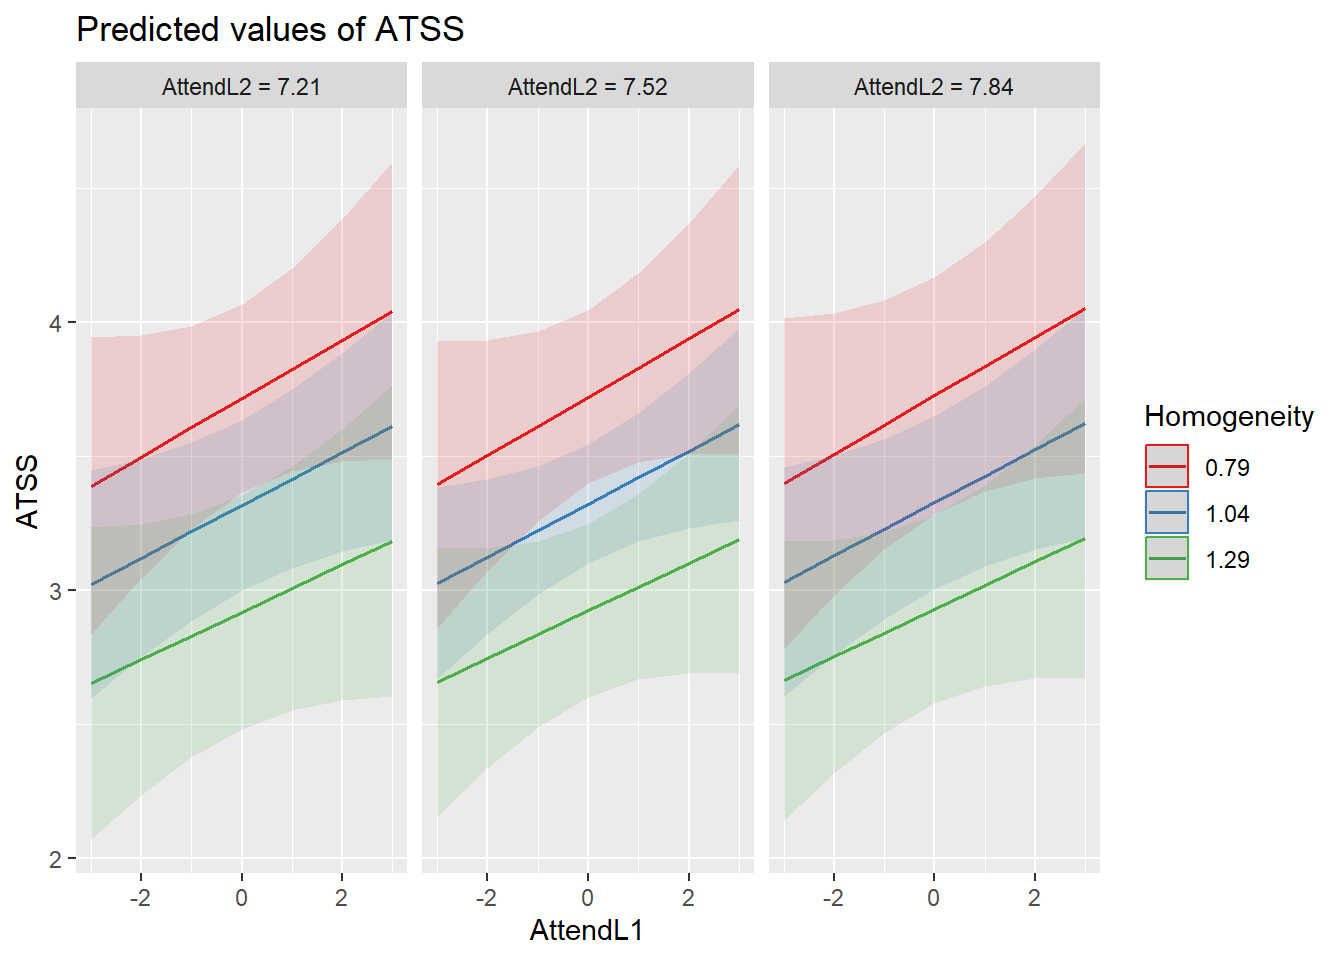 Predicted values of ATSS
AttendL2 = 7.21
AttendL2 = 7.52
AttendL2 = 7.84
4
3
2
ATSS
-2 0 2
-2 0 2
-2 0 2
AttendL1
Homogeneity
0.79
1.04
1.29